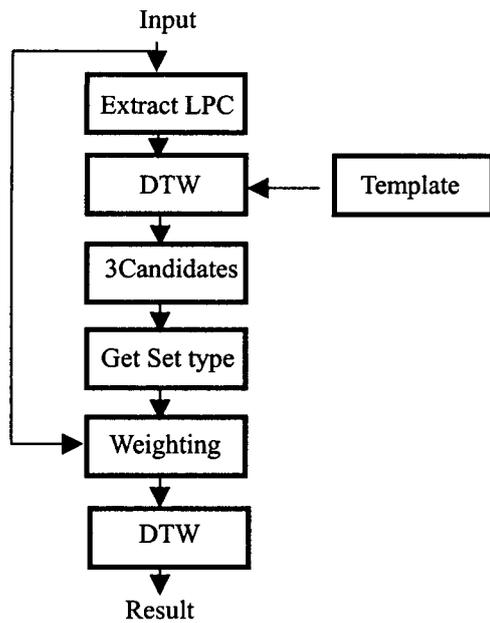 Input
Extract LPC
DTW
Template
3Candidates
Get Set type
Weighting
DTW
Result